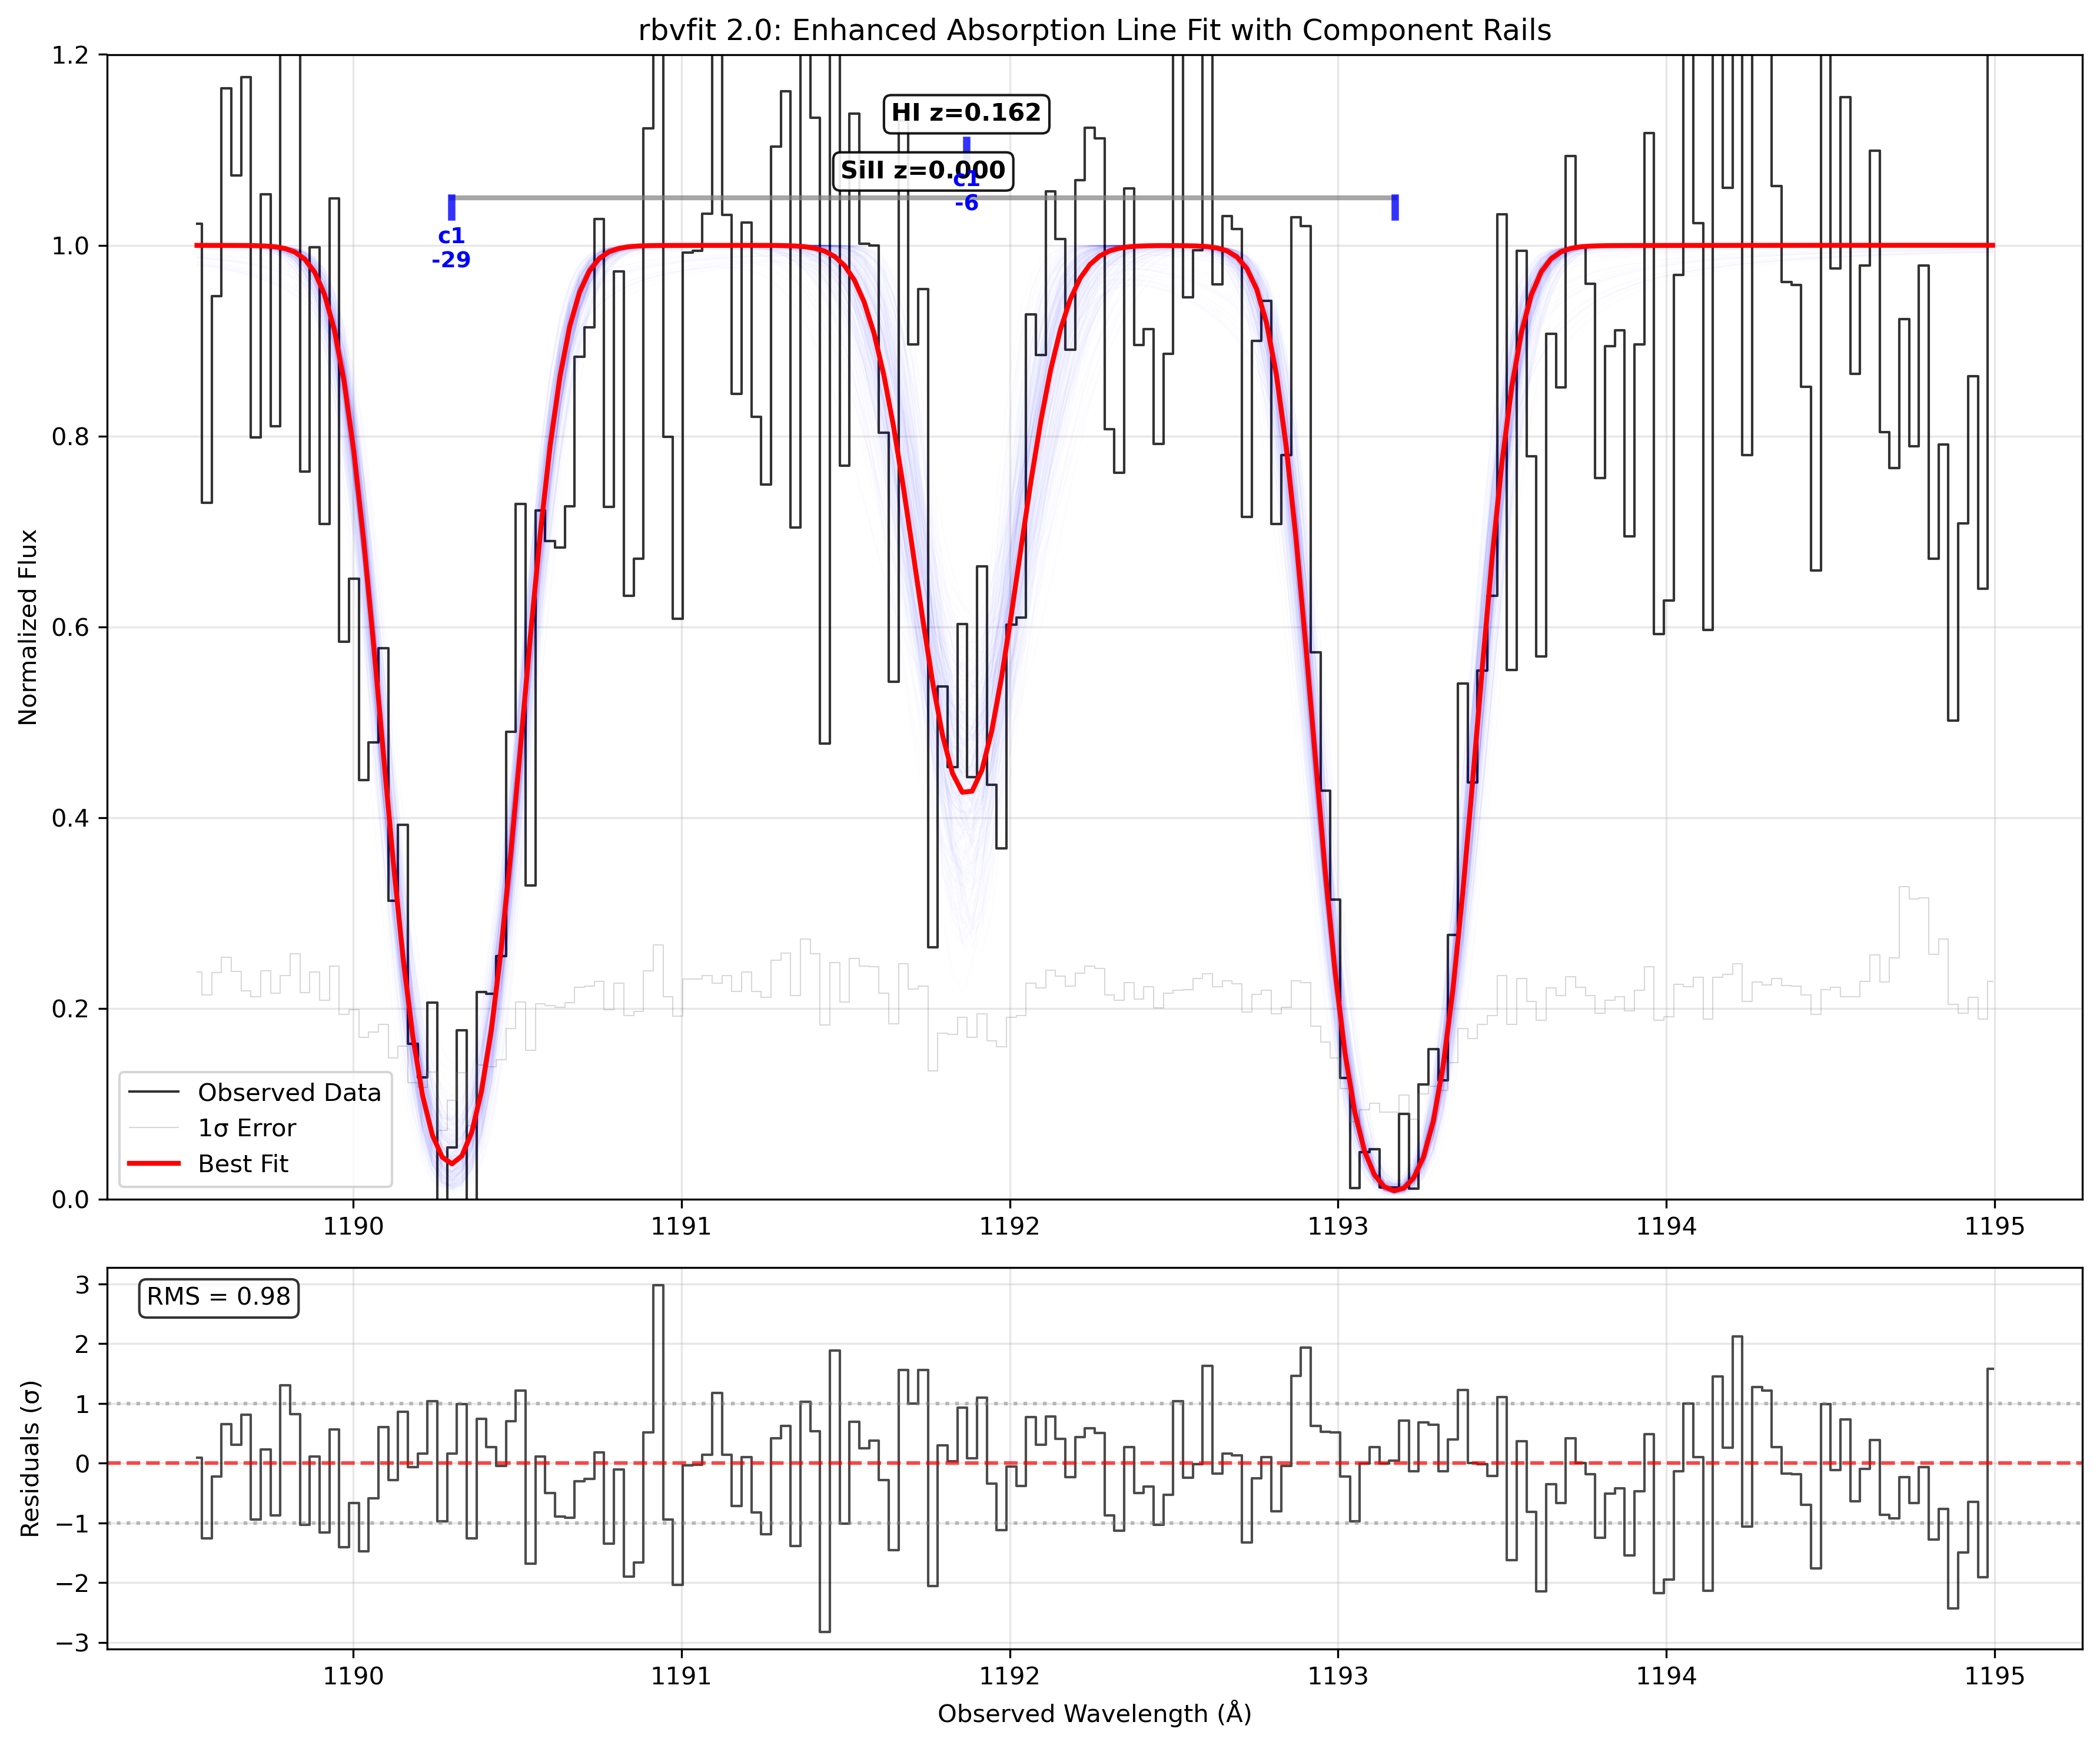 rbvfit 2.0: Enhanced Absorption Line Fit with Component Rails
1.2
1.0
0.8
0.6
0.4
0.2
0.0
Normalized Flux
HI z=0.162
SiII z=0.000
c1
-6
c1
-29
Observed Data
1σ Error
Best Fit
1190
1191
1192
1193
1194
1195
RMS = 0.98
3
2
1
0
−1
−2
−3
Residuals (σ)
1190
1191
1192
1193
1194
1195
Observed Wavelength (Å)